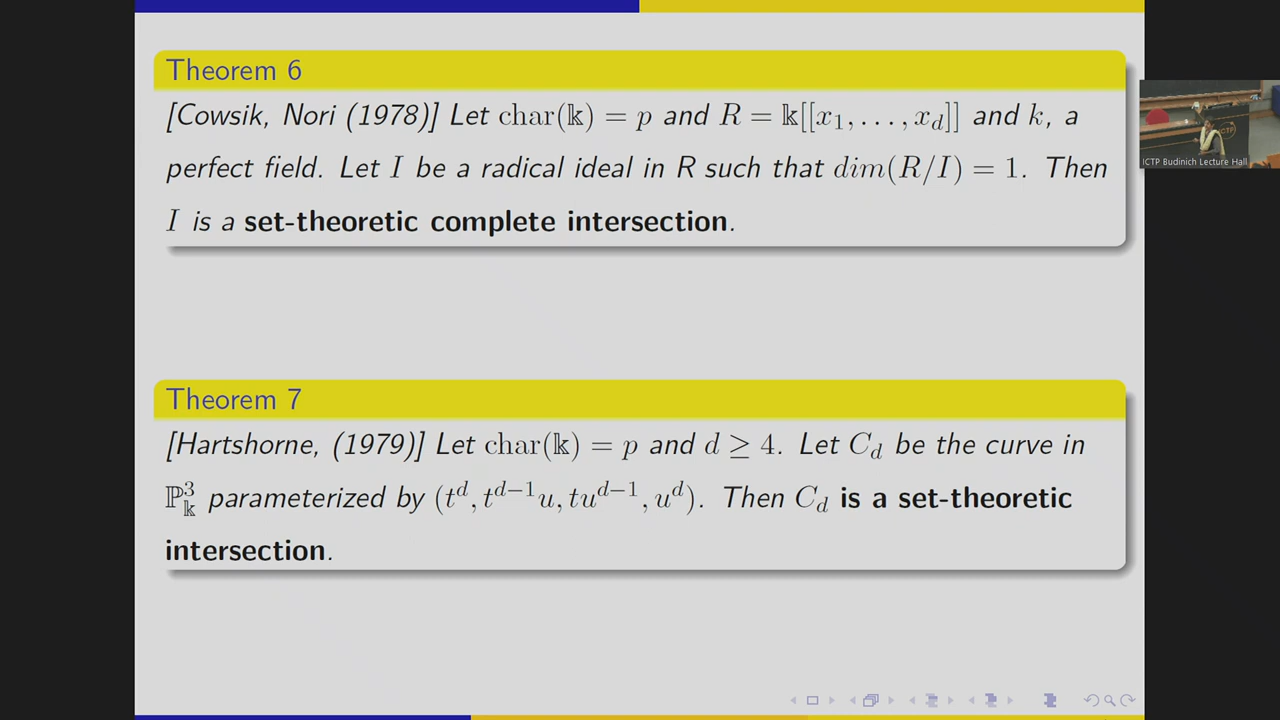 Theorem 6
[Cowsik, Nori (1978)] Let char(𝕜) = p and R = 𝕜[[x₁, . . . , x_d]] and k, a
perfect field. Let I be a radical ideal in R such that dim(R/I) = 1. Then
I is a set-theoretic complete intersection.
ICTP Budinich Lecture Hall
Theorem 7
[Hartshorne, (1979)] Let char(𝕜) = p and d ≥ 4. Let C_d be the curve in
ℙ³_𝕜 parameterized by (t^d, t^{d−1}u, tu^{d−1}, u^d). Then C_d is a set-theoretic
intersection.